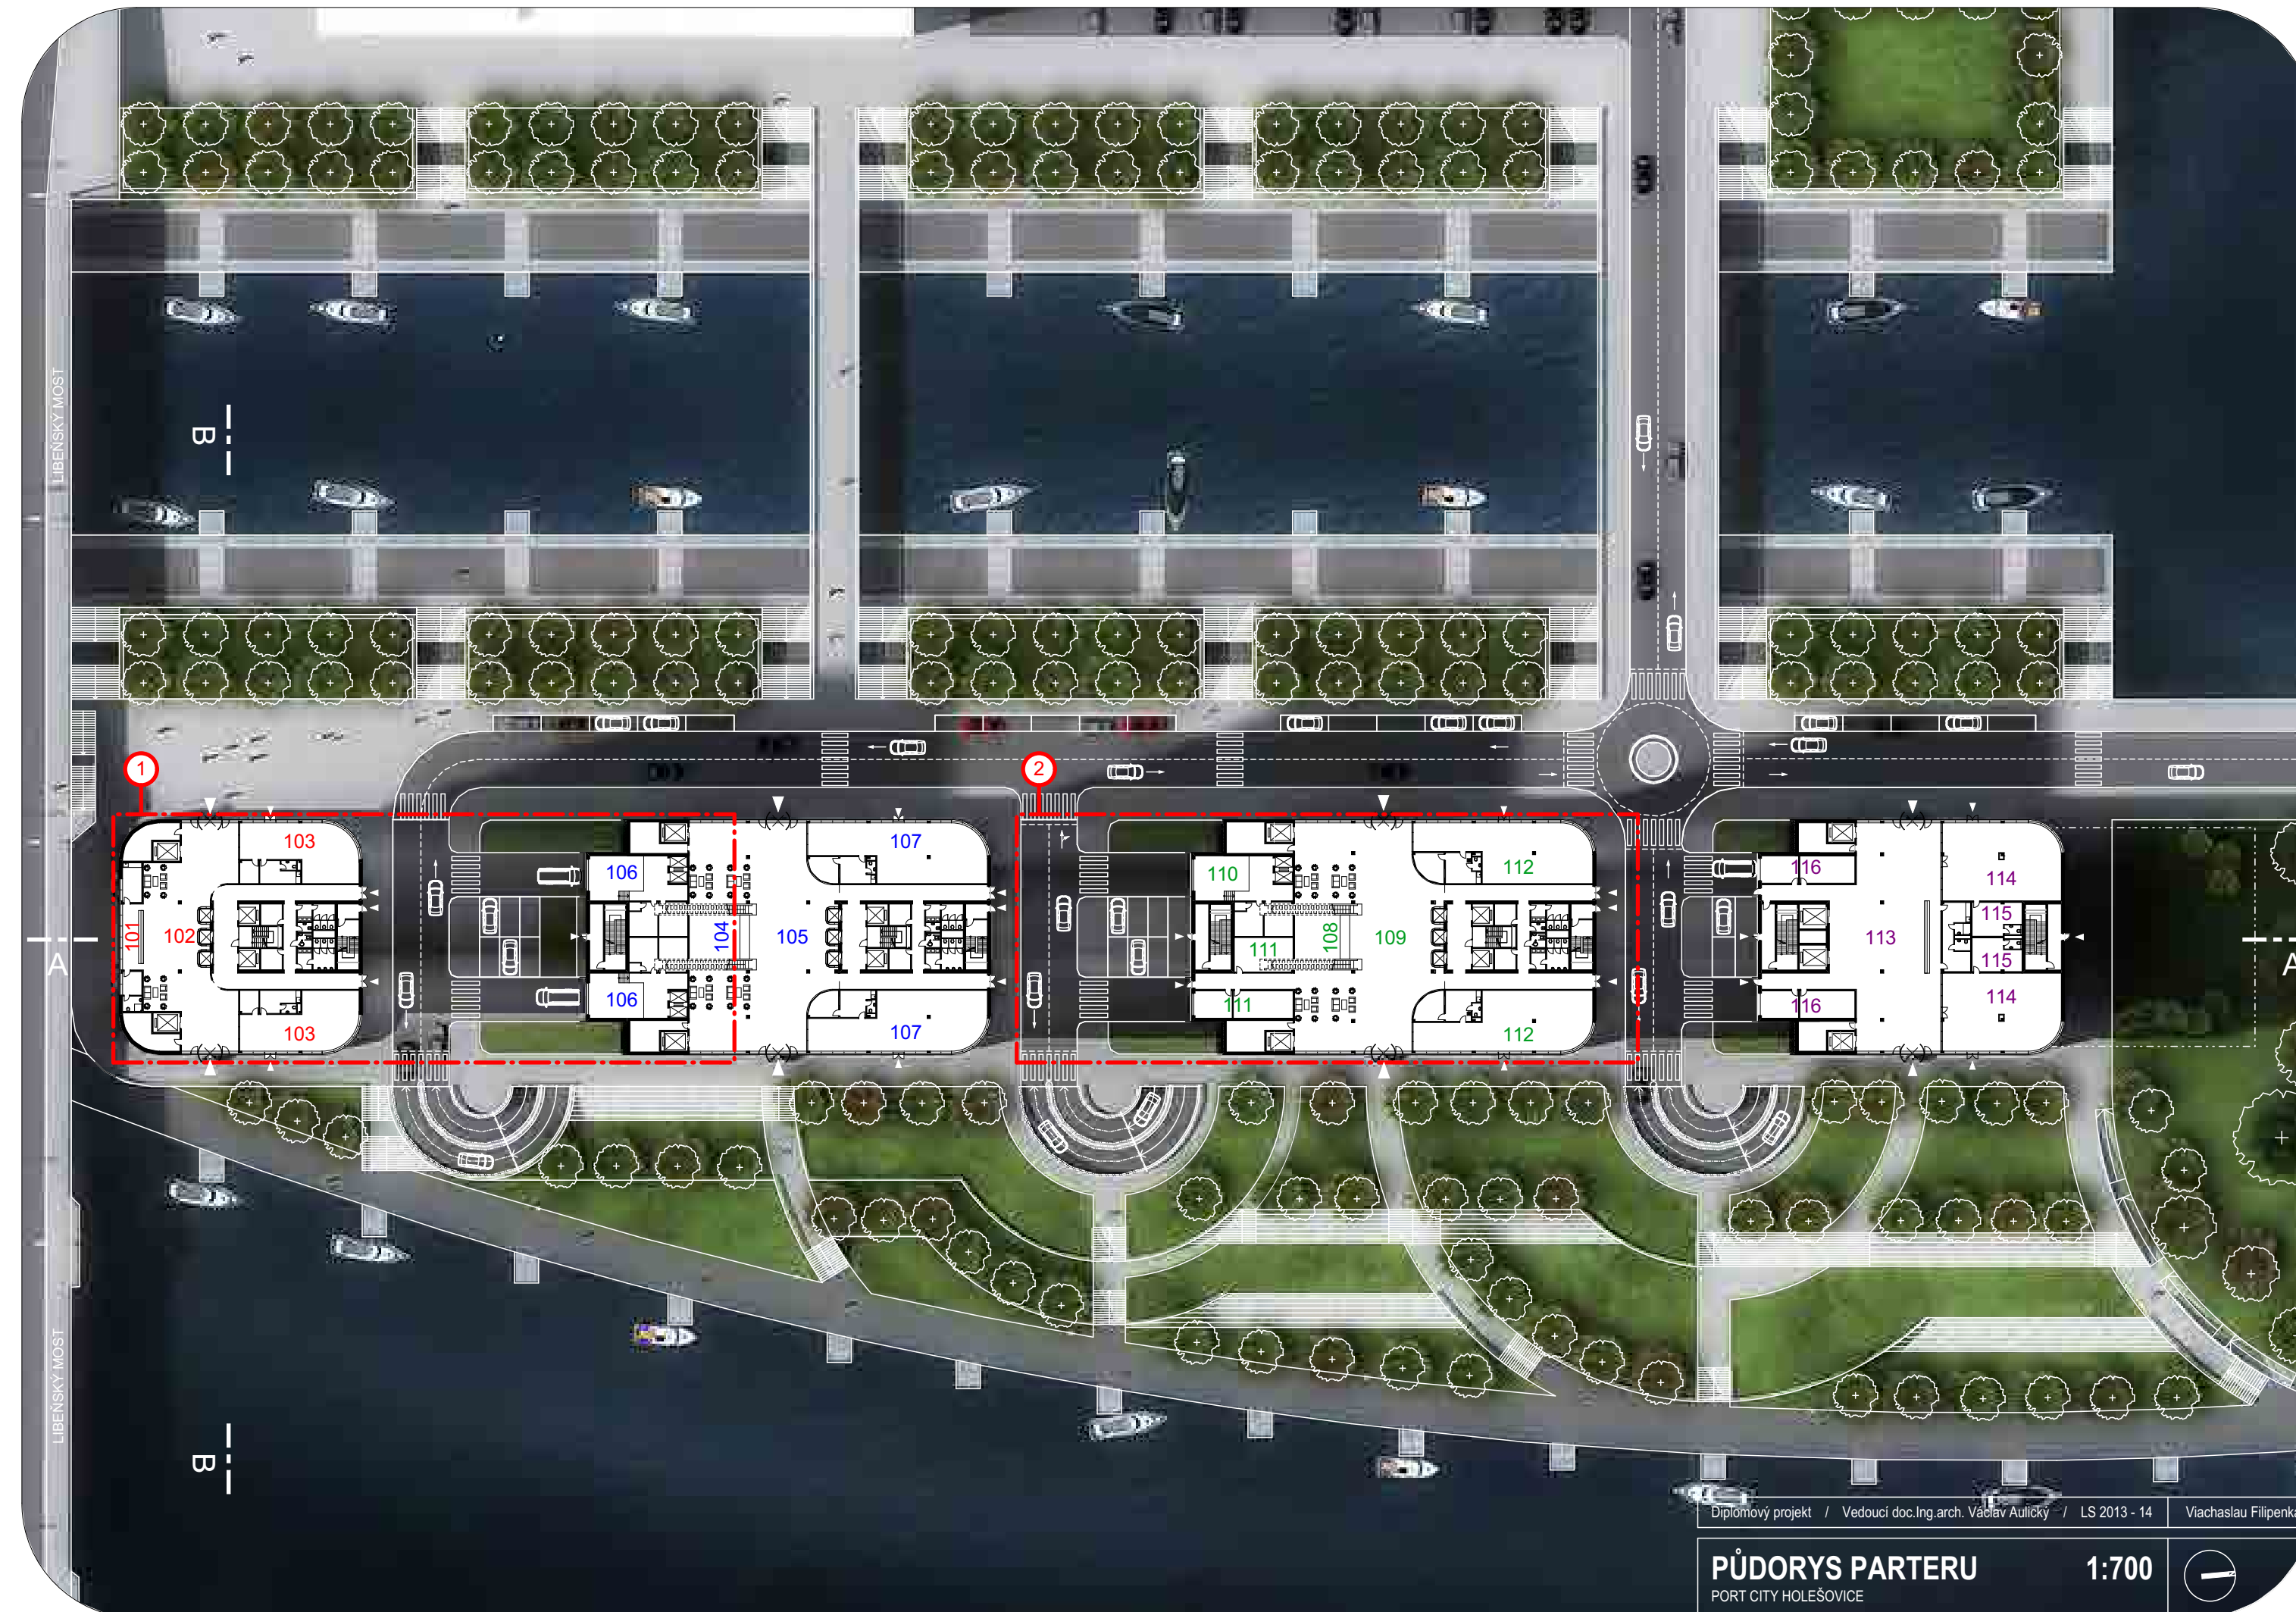 LIBEŇSKÝ MOST
B
1
2
103
107
112
106
110
116
114
101
102
104
105
111
108
109
113
115
115
A
A
106
111
116
114
103
107
112
LIBEŇSKÝ MOST
B
Diplomový projekt / Vedoucí doc.Ing.arch. Václav Aulický / LS 2013 - 14
Viachaslau Filipenka
PŮDORYS PARTERU 1:700
PORT CITY HOLEŠOVICE